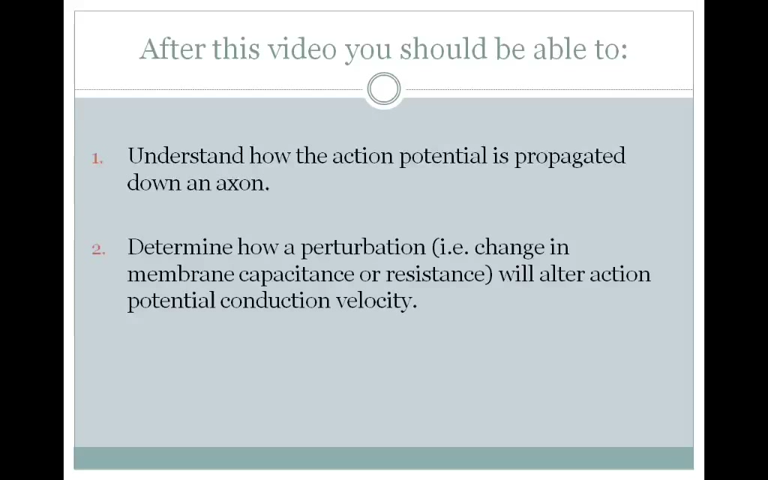 After this video you should be able to:
1. Understand how the action potential is propagated
down an axon.
2. Determine how a perturbation (i.e. change in
membrane capacitance or resistance) will alter action
potential conduction velocity.